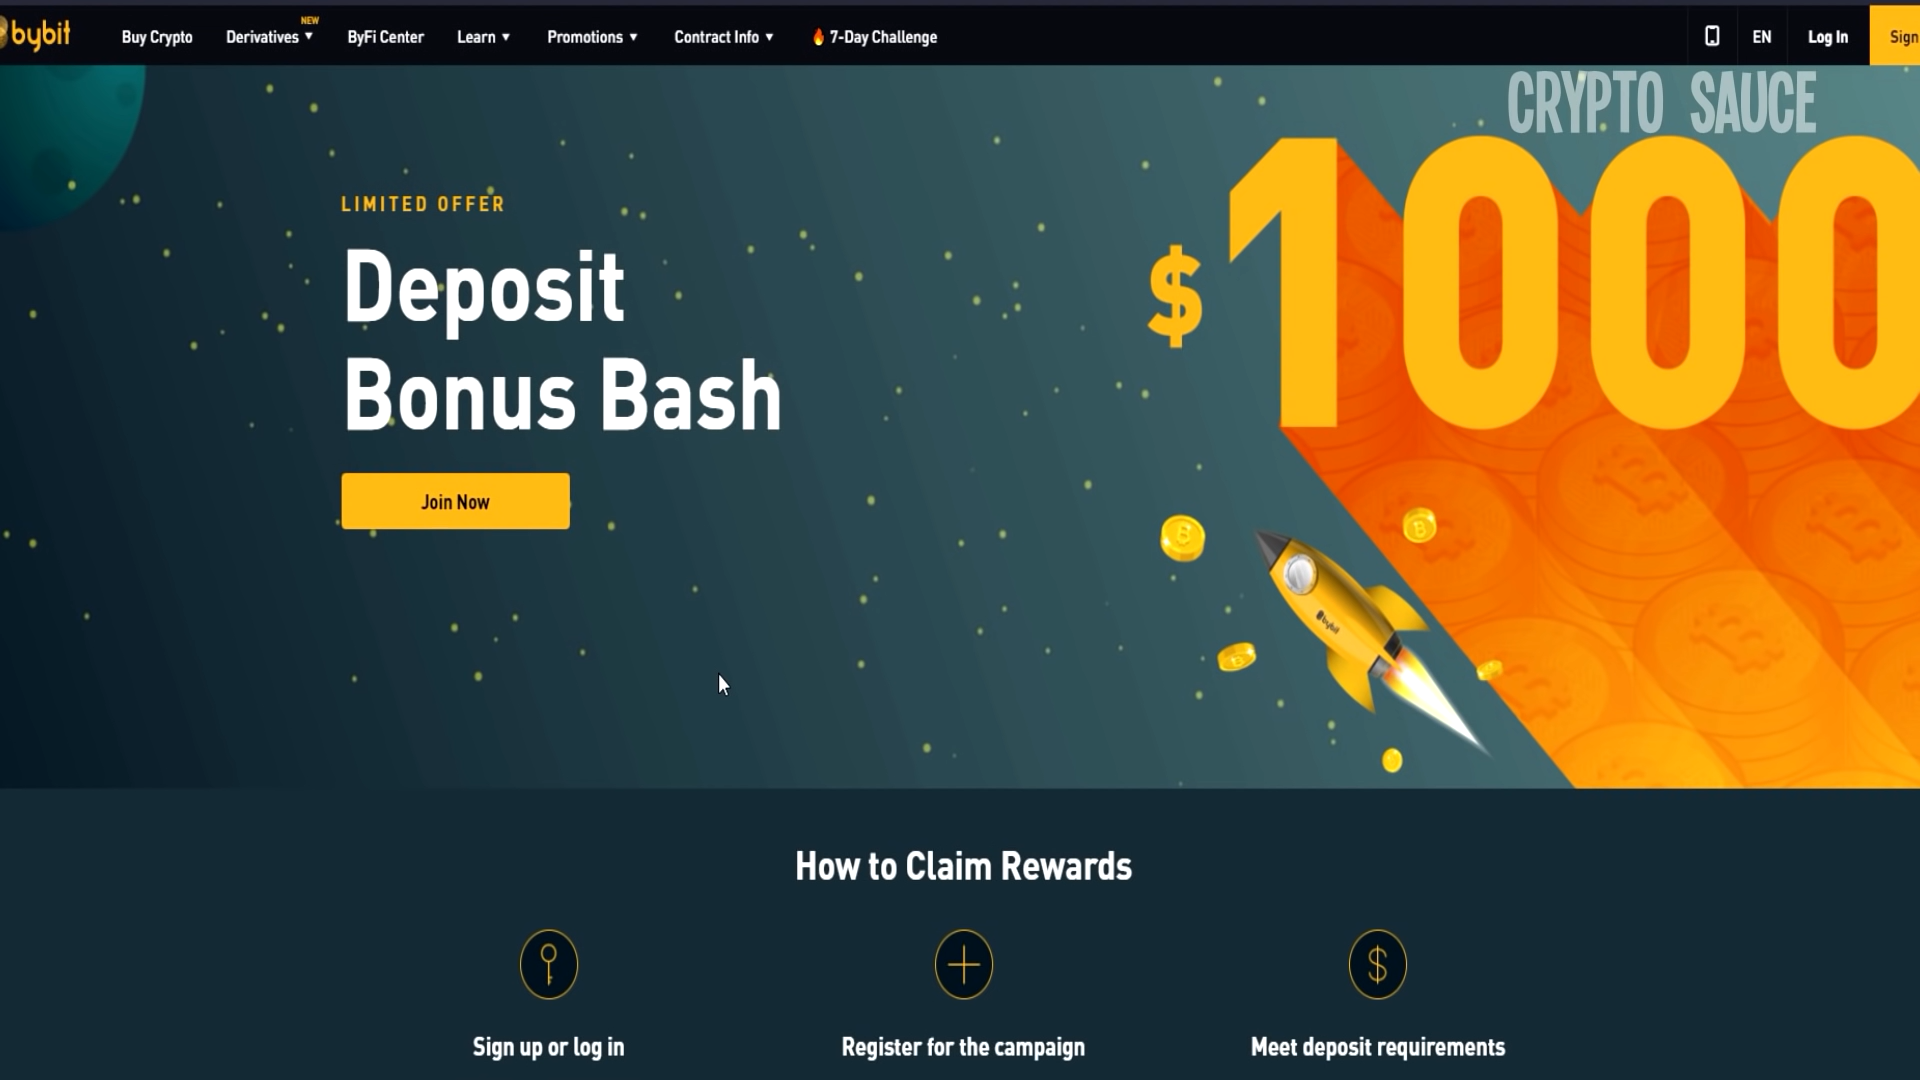 bybit
Buy Crypto
Derivatives
NEW
ByFi Center
Learn
Promotions
Contract Info
7-Day Challenge
EN
Log In
Sign
CRYPTO SAUCE
LIMITED OFFER
Deposit
Bonus Bash
Join Now
$1000
bybit
How to Claim Rewards
Sign up or log in
Register for the campaign
Meet deposit requirements